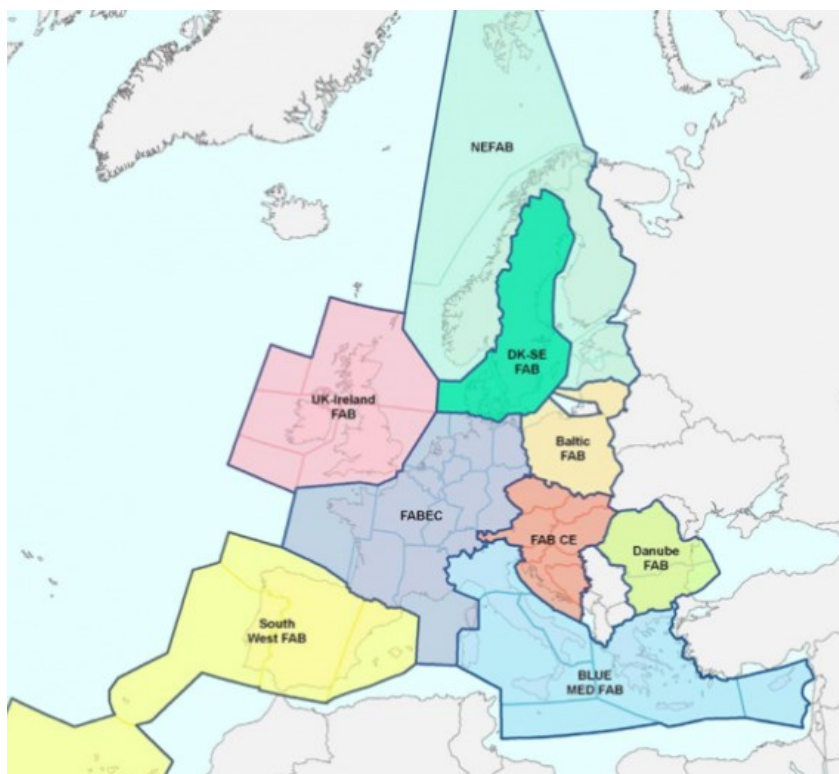 NEFAB
DK-SE
FAB
UK-Ireland
FAB
Baltic
FAB
FABEC
FAB CE
Danube
FAB
South
West FAB
BLUE
MED FAB